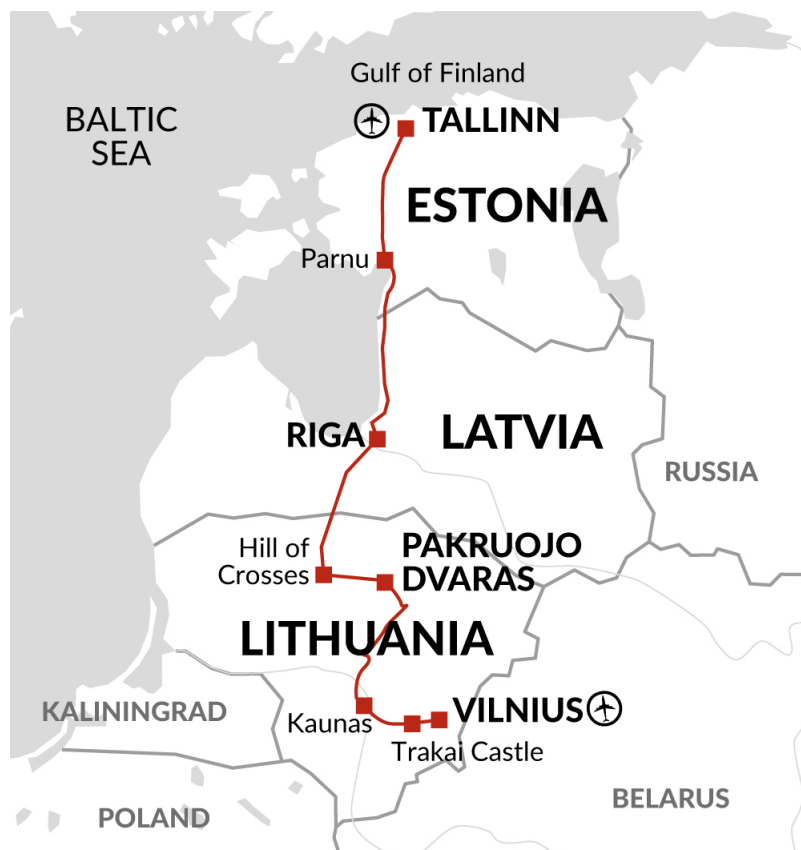 Gulf of Finland
BALTIC
SEA
TALLINN
ESTONIA
Parnu
RIGA
LATVIA
RUSSIA
Hill of
Crosses
PAKRUOJO
DVARAS
LITHUANIA
KALININGRAD
Kaunas
VILNIUS
Trakai Castle
BELARUS
POLAND